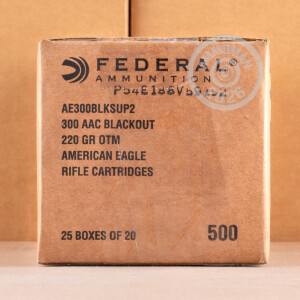 FEDERAL
AMMUNITION
AE300BLKSUP2
300 AAC BLACKOUT
220 GR OTM
AMERICAN EAGLE
RIFLE CARTRIDGES
25 BOXES OF 20
500